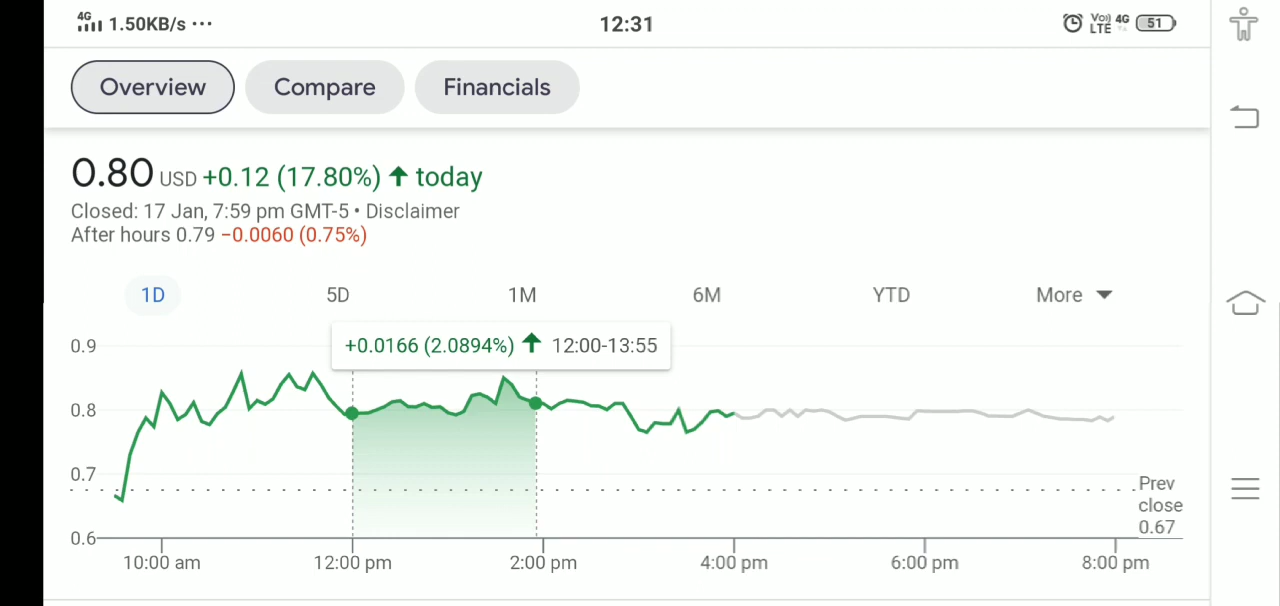 4G 1.50KB/s ··· 12:31 Vo)) LTE 4G 51
Overview Compare Financials
0.80 USD +0.12 (17.80%) ↑ today
Closed: 17 Jan, 7:59 pm GMT-5 • Disclaimer
After hours 0.79 −0.0060 (0.75%)
1D 5D 1M 6M YTD More
+0.0166 (2.0894%) ↑ 12:00-13:55
0.9
0.8
0.7
0.6
Prev
close
0.67
10:00 am 12:00 pm 2:00 pm 4:00 pm 6:00 pm 8:00 pm